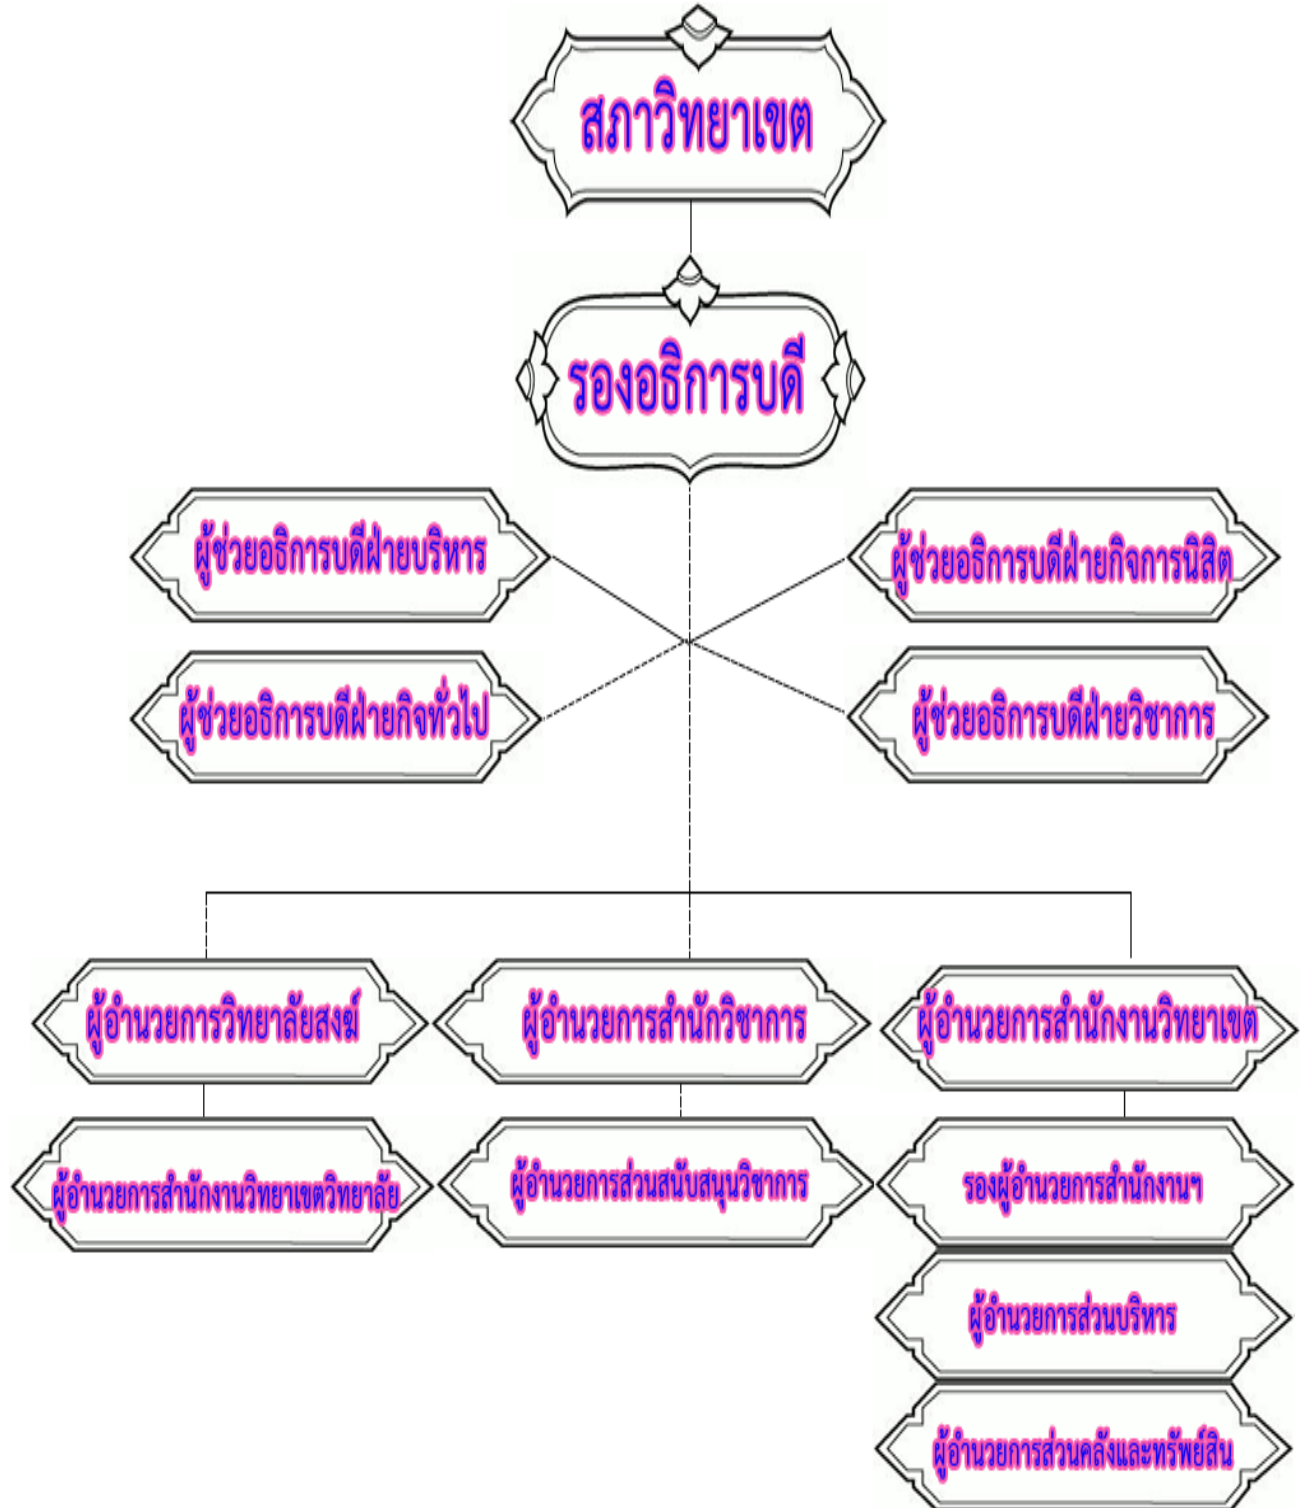 สภาวิทยาเขต
รองอธิการบดี
ผู้ช่วยอธิการบดีฝ่ายบริหาร
ผู้ช่วยอธิการบดีฝ่ายกิจการนิสิต
ผู้ช่วยอธิการบดีฝ่ายกิจทั่วไป
ผู้ช่วยอธิการบดีฝ่ายวิชาการ
ผู้อำนวยการวิทยาลัยสงฆ์
ผู้อำนวยการสำนักวิชาการ
ผู้อำนวยการสำนักงานวิทยาเขต
ผู้อำนวยการสำนักงานวิทยาเขตวิทยาลัย
ผู้อำนวยการส่วนสนับสนุนวิชาการ
รองผู้อำนวยการสำนักงานฯ
ผู้อำนวยการส่วนบริหาร
ผู้อำนวยการส่วนคลังและทรัพย์สิน